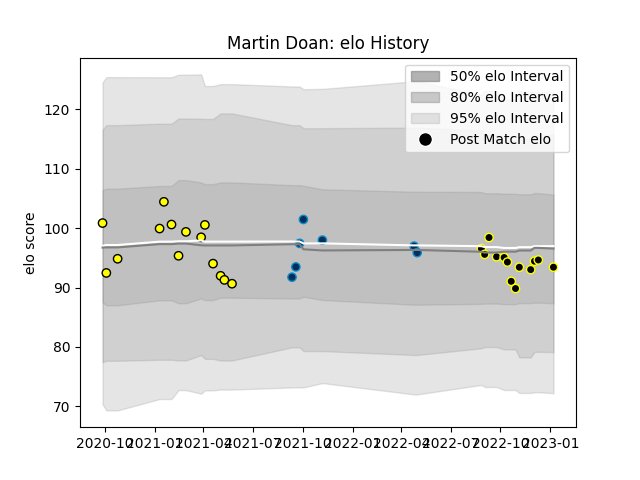 Martin Doan: elo History
50% elo Interval
80% elo Interval
95% elo Interval
Post Match elo
elo score
120
110
100
90
80
70
2020-10 2021-01 2021-04 2021-07 2021-10 2022-01 2022-04 2022-07 2022-10 2023-01